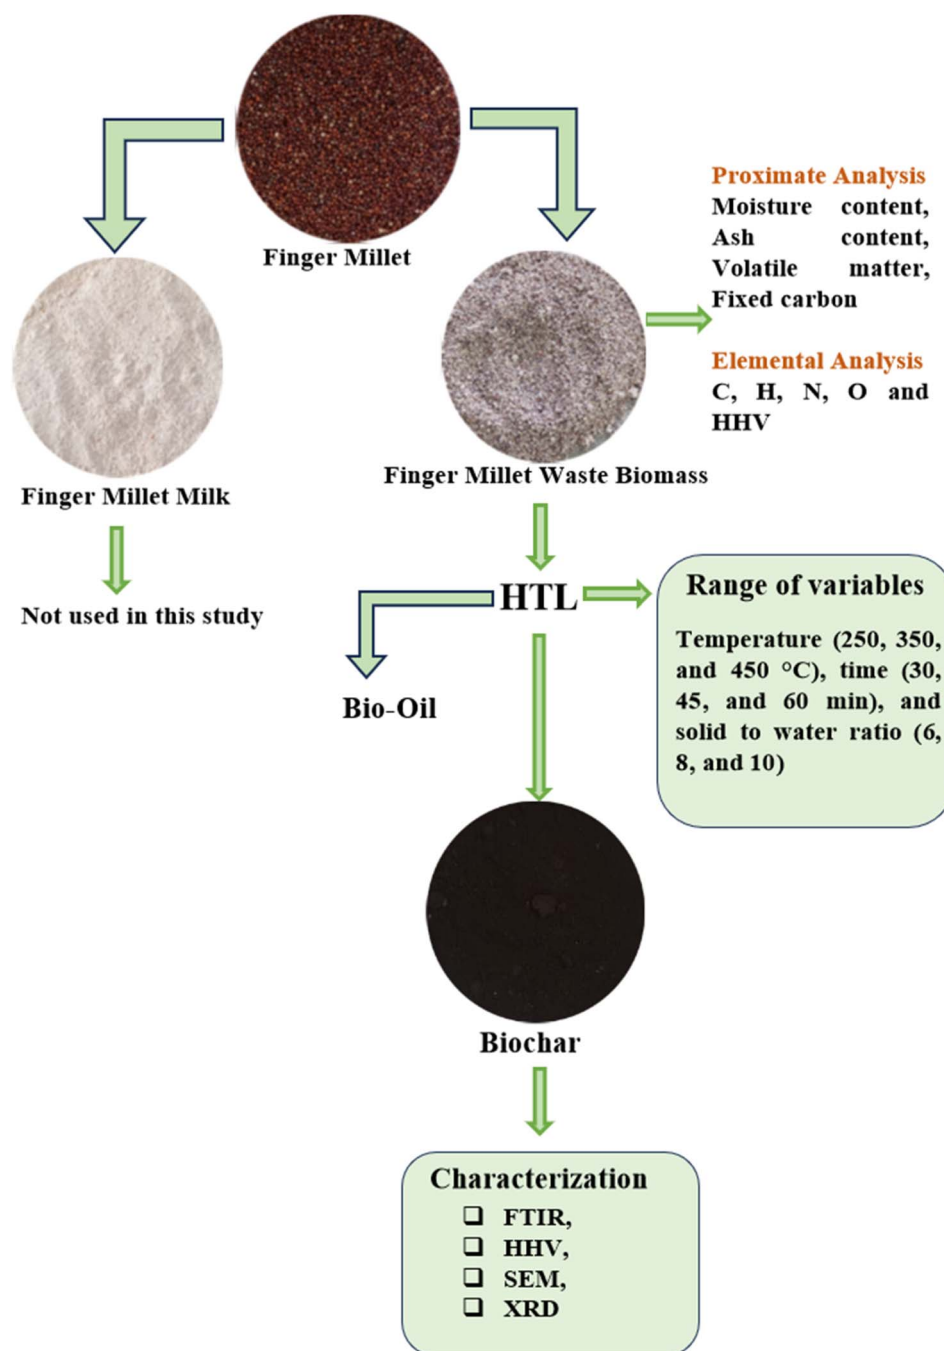 Finger Millet
Proximate Analysis
Moisture content,
Ash content,
Volatile matter,
Fixed carbon
Elemental Analysis
C, H, N, O and
HHV
Finger Millet Milk
Finger Millet Waste Biomass
Not used in this study
HTL
Bio-Oil
Range of variables
Temperature (250, 350,
and 450 °C), time (30,
45, and 60 min), and
solid to water ratio (6,
8, and 10)
Biochar
Characterization
❑ FTIR,
❑ HHV,
❑ SEM,
❑ XRD